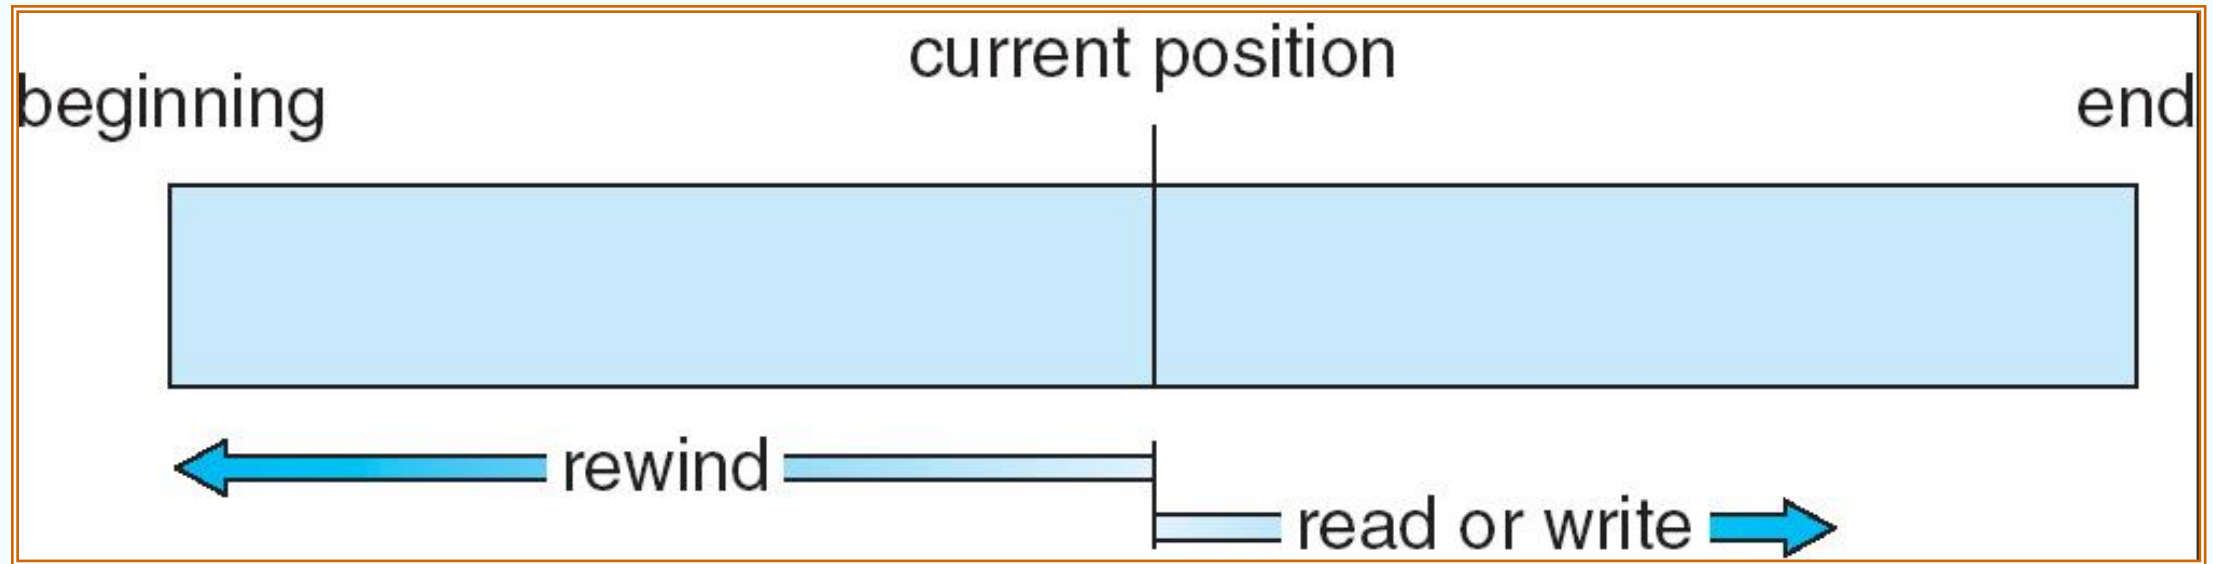 current position
beginning
end
rewind
read or write